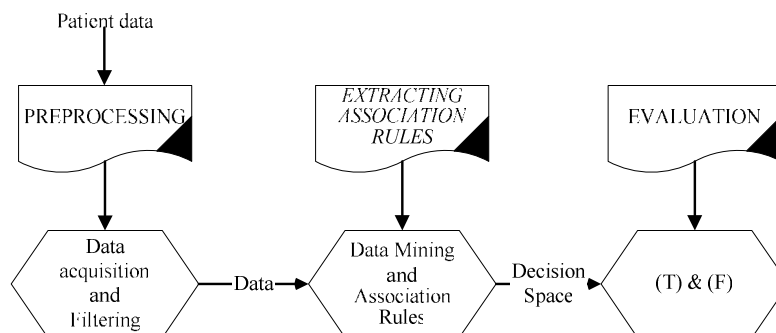 Patient data
PREPROCESSING
EXTRACTING
ASSOCIATION
RULES
EVALUATION
Data
acquisition
and
Filtering
Data
Data Mining
and
Association
Rules
Decision
Space
(T) & (F)